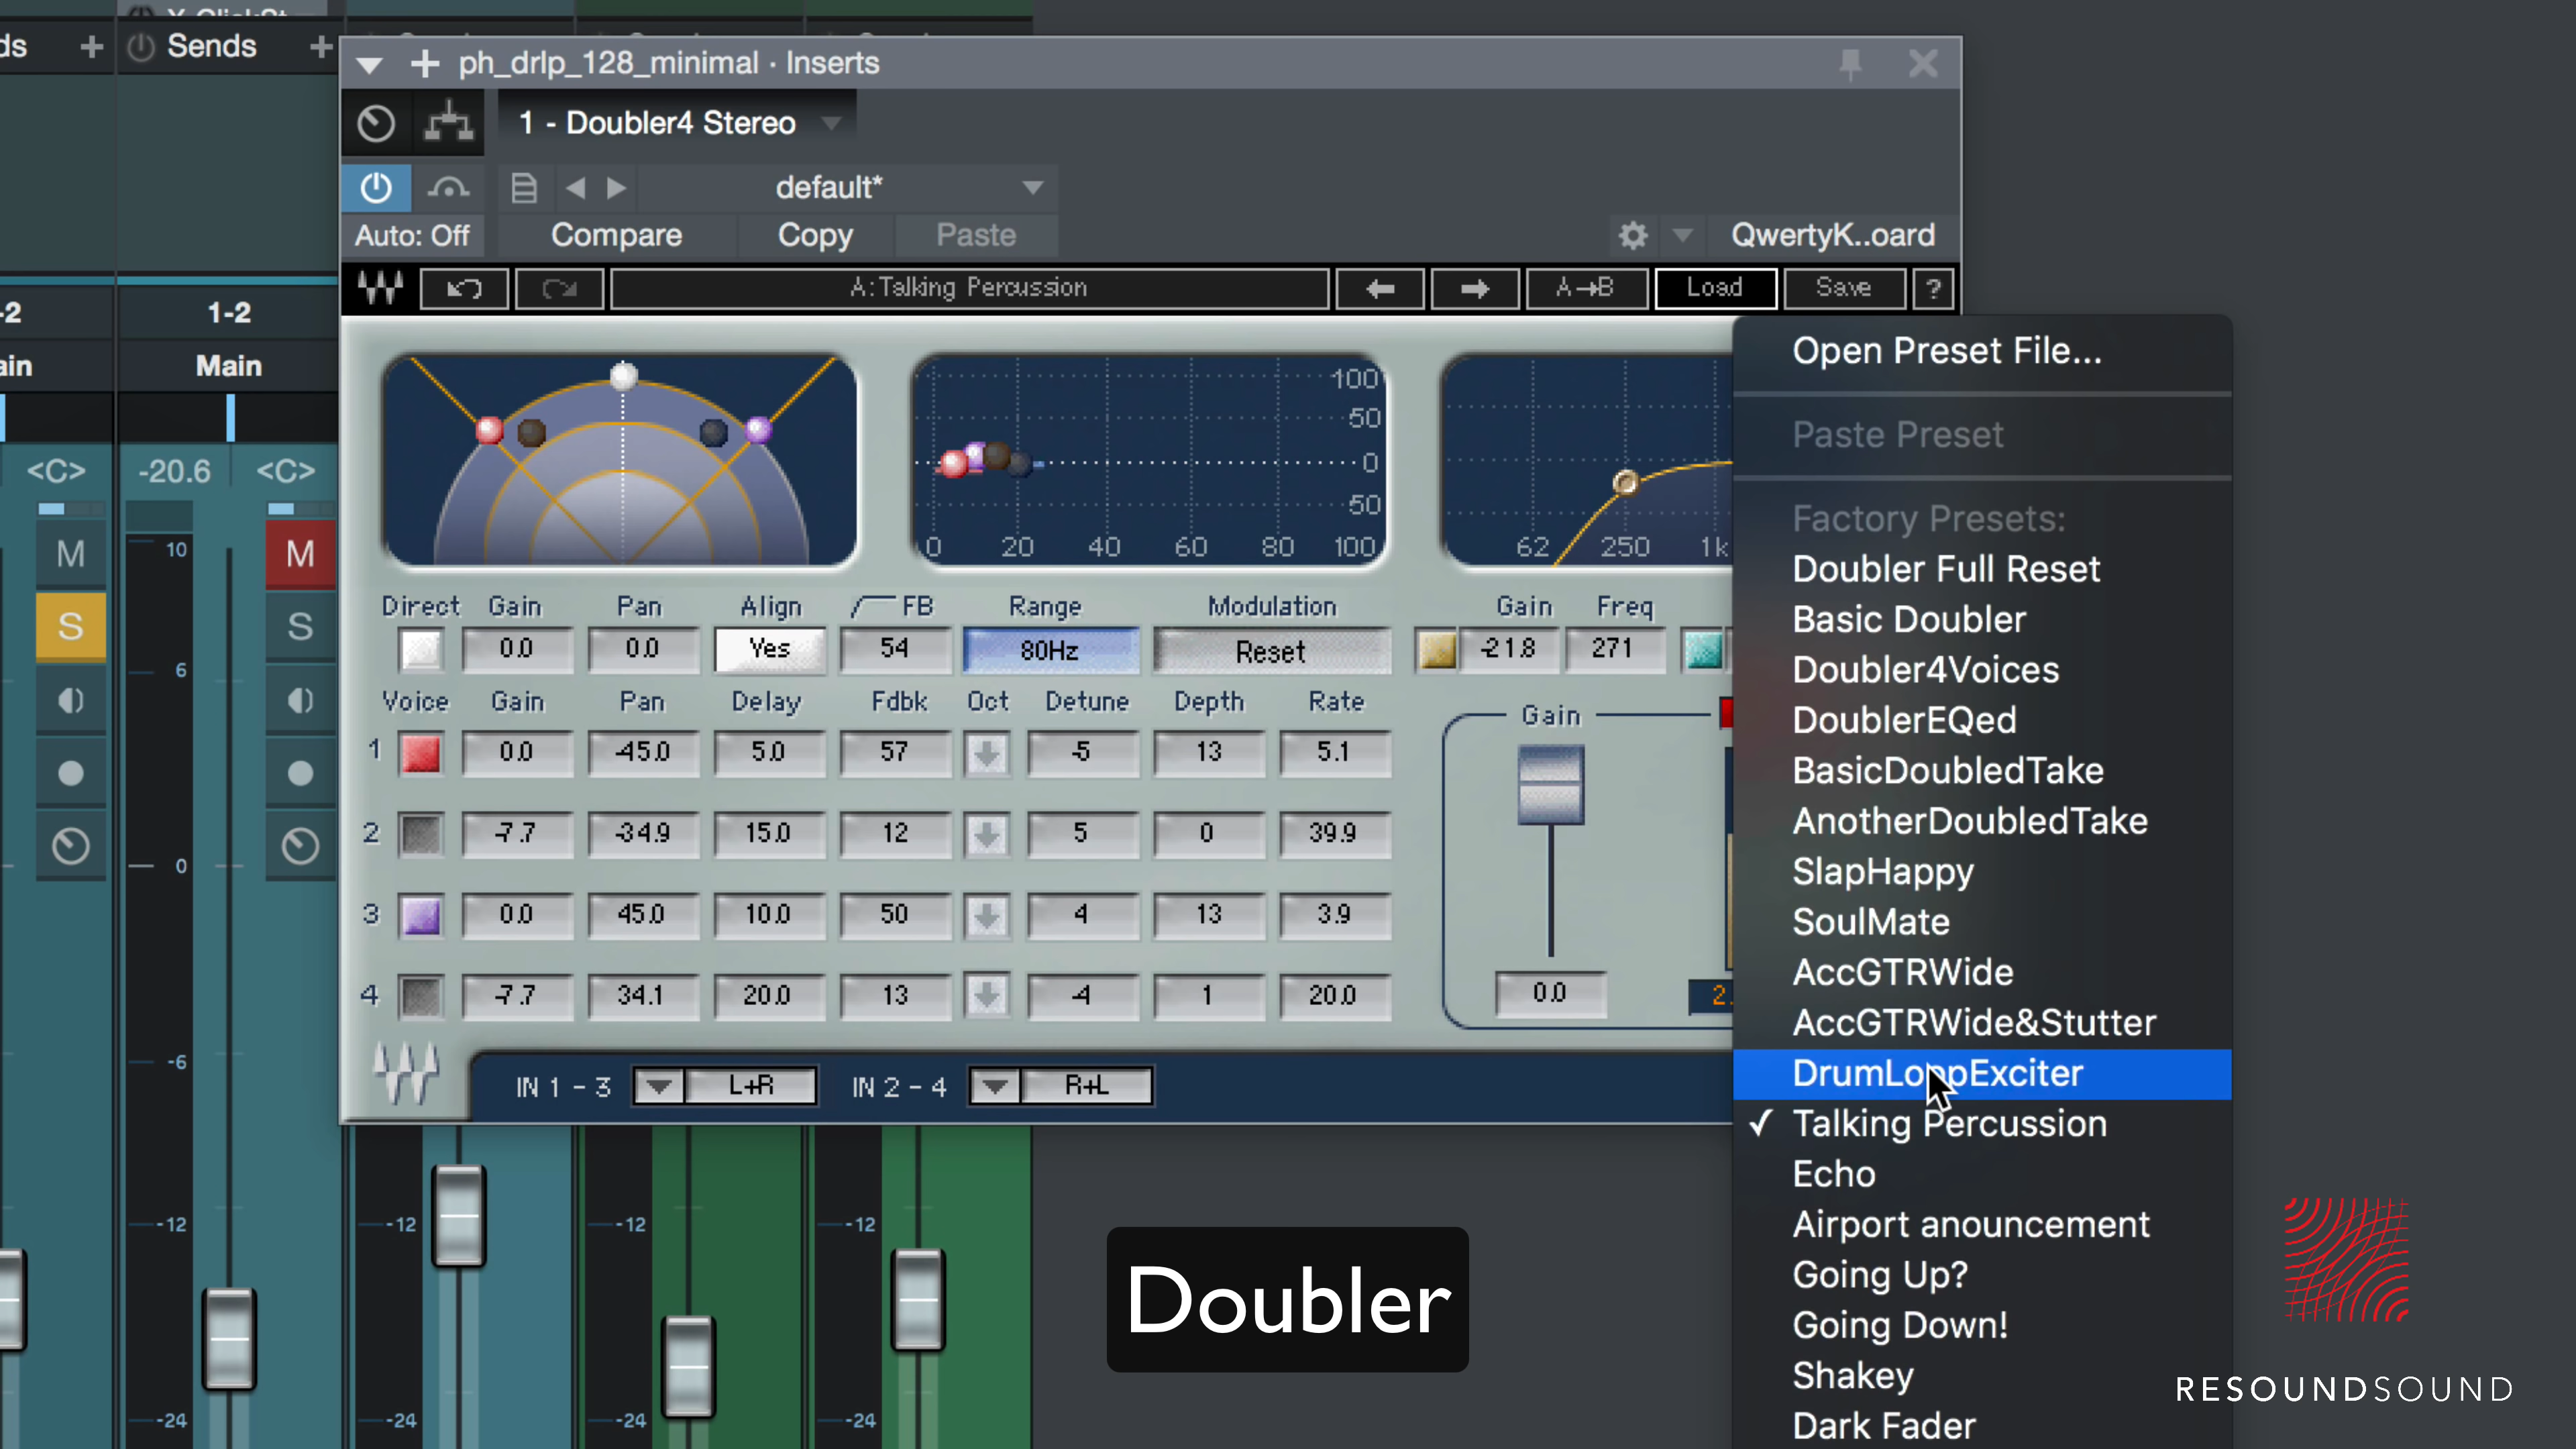 ds + Sends +
ph_drlp_128_minimal · Inserts
1 - Doubler4 Stereo
default*
Auto: Off Compare Copy Paste QwertyK..oard
A:Talking Percussion A→B Load Save ?
-2 1-2
ain Main
<C> -20.6 <C>
M M
S S
10
6
0
-6
-12 -12 -12
-24 -24 -24
100
50
0
50
0 20 40 60 80 100
62 250 1k
Direct Gain Pan Align FB Range Modulation Gain Freq
0.0 0.0 Yes 54 80Hz Reset -21.8 271
Voice Gain Pan Delay Fdbk Oct Detune Depth Rate
1 0.0 -45.0 5.0 57 -5 13 5.1
2 -7.7 -34.9 15.0 12 5 0 39.9
3 0.0 45.0 10.0 50 4 13 3.9
4 -7.7 34.1 20.0 13 -4 1 20.0
Gain
0.0
2.
IN 1 - 3 L+R IN 2 - 4 R+L
Open Preset File...
Paste Preset
Factory Presets:
Doubler Full Reset
Basic Doubler
Doubler4Voices
DoublerEQed
BasicDoubledTake
AnotherDoubledTake
SlapHappy
SoulMate
AccGTRWide
AccGTRWide&Stutter
DrumLoopExciter
✓ Talking Percussion
Echo
Airport anouncement
Going Up?
Going Down!
Shakey
Dark Fader
Doubler
RESOUNDSOUND